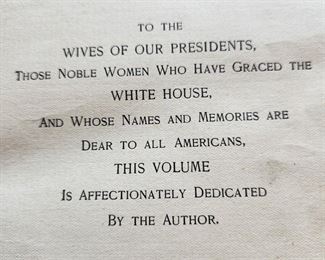 TO THE
WIVES OF OUR PRESIDENTS,
THOSE NOBLE WOMEN WHO HAVE GRACED THE
WHITE HOUSE,
AND WHOSE NAMES AND MEMORIES ARE
DEAR TO ALL AMERICANS,
THIS VOLUME
IS AFFECTIONATELY DEDICATED
BY THE AUTHOR.